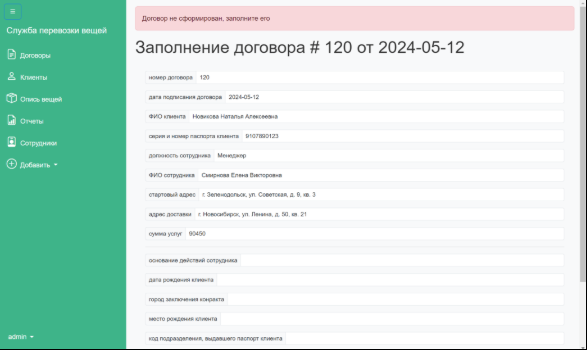 Служба перевозки вещей
Договоры
Клиенты
Опись вещей
Отчеты
Сотрудники
Добавить
admin
Договор не сформирован, заполните его
Заполнение договора # 120 от 2024-05-12
номер договора 120
дата подписания договора 2024-05-12
ФИО клиента Новикова Наталья Алексеевна
серия и номер паспорта клиента 9107890123
должность сотрудника Менеджер
ФИО сотрудника Смирнова Елена Викторовна
стартовый адрес г. Зеленодольск, ул. Советская, д. 9, кв. 3
адрес доставки г. Новосибирск, ул. Ленина, д. 50, кв. 21
сумма услуг 90450
основание действий сотрудника
дата рождения клиента
город заключения конракта
место рождения клиента
код подразделения, выдавшего паспорт клиента